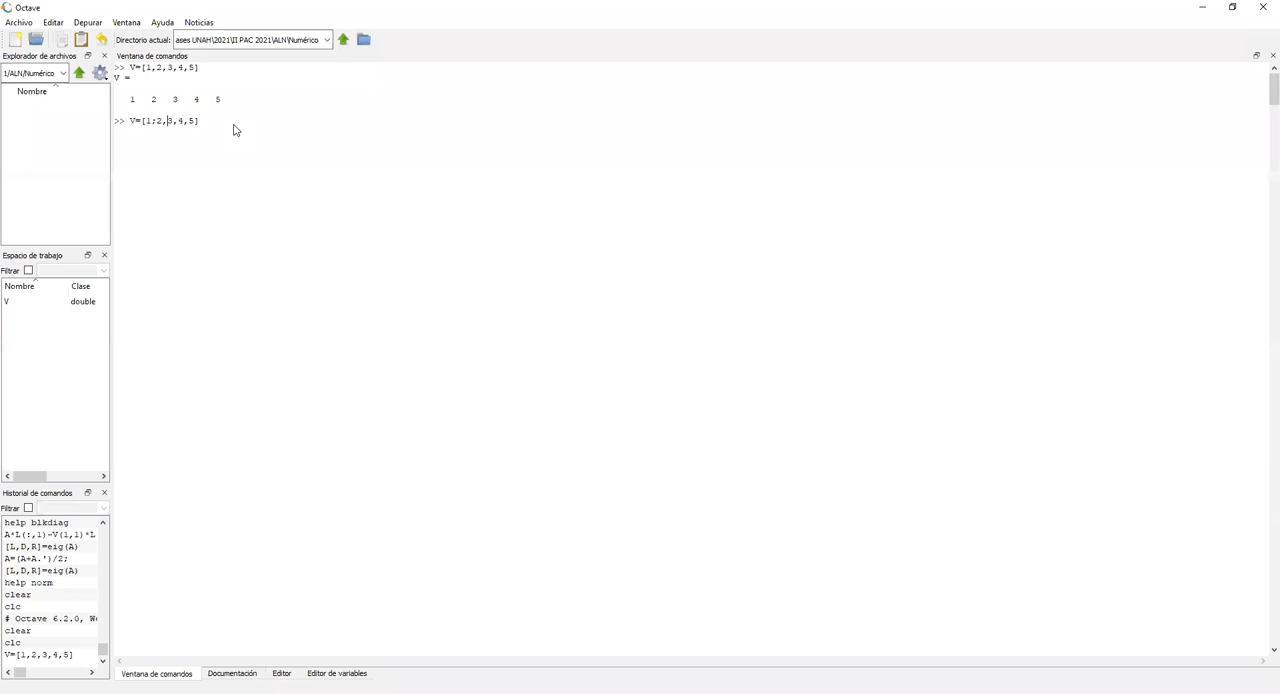 Octave
Archivo Editar Depurar Ventana Ayuda Noticias
Directorio actual: ases UNAH\2021\II PAC 2021\ALN\Numérico
Explorador de archivos
Ventana de comandos
1/ALN/Numérico
Nombre
>> V=[1,2,3,4,5]
V =
1 2 3 4 5
>> V=[1;2,3,4,5]
Espacio de trabajo
Filtrar
Nombre Clase
V double
Historial de comandos
Filtrar
help blkdiag
A*L(:,1)-V(1,1)*L
[L,D,R]=eig(A)
A=(A+A.')/2;
[L,D,R]=eig(A)
help norm
clear
clc
# Octave 6.2.0, We
clear
clc
V=[1,2,3,4,5]
Ventana de comandos Documentación Editor Editor de variables